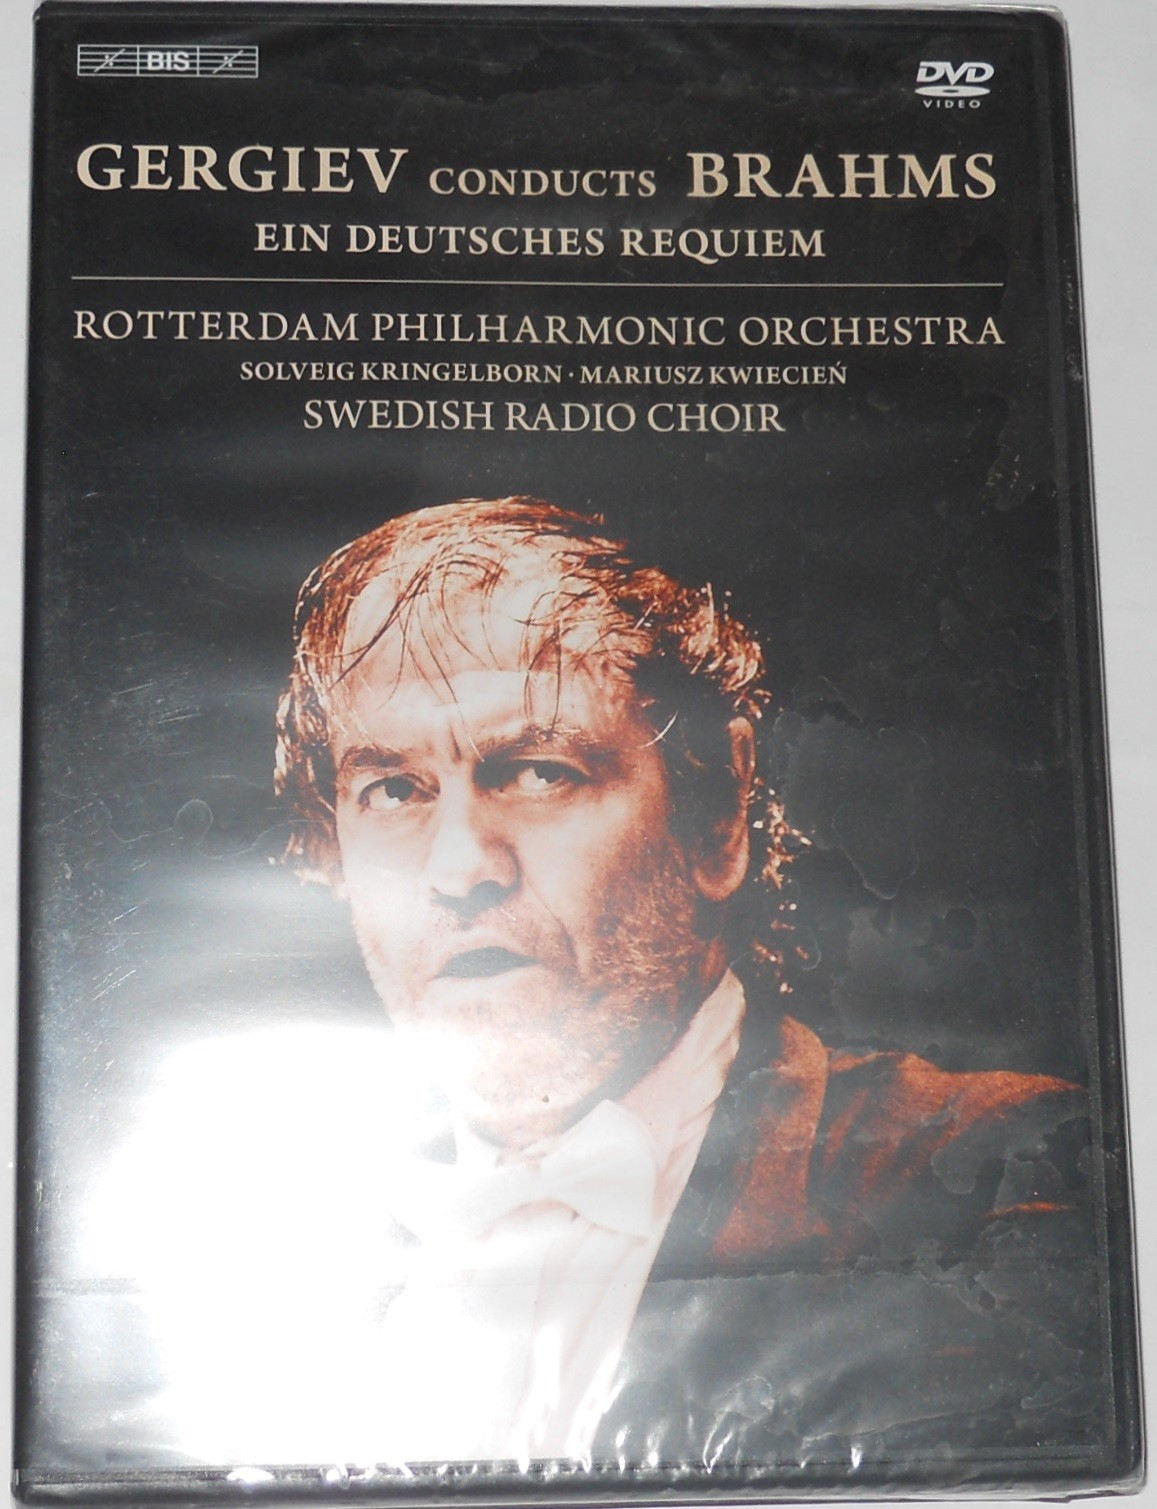 BIS
DVD
VIDEO
GERGIEV CONDUCTS BRAHMS
EIN DEUTSCHES REQUIEM
ROTTERDAM PHILHARMONIC ORCHESTRA
SOLVEIG KRINGELBORN · MARIUSZ KWIECIEŃ
SWEDISH RADIO CHOIR